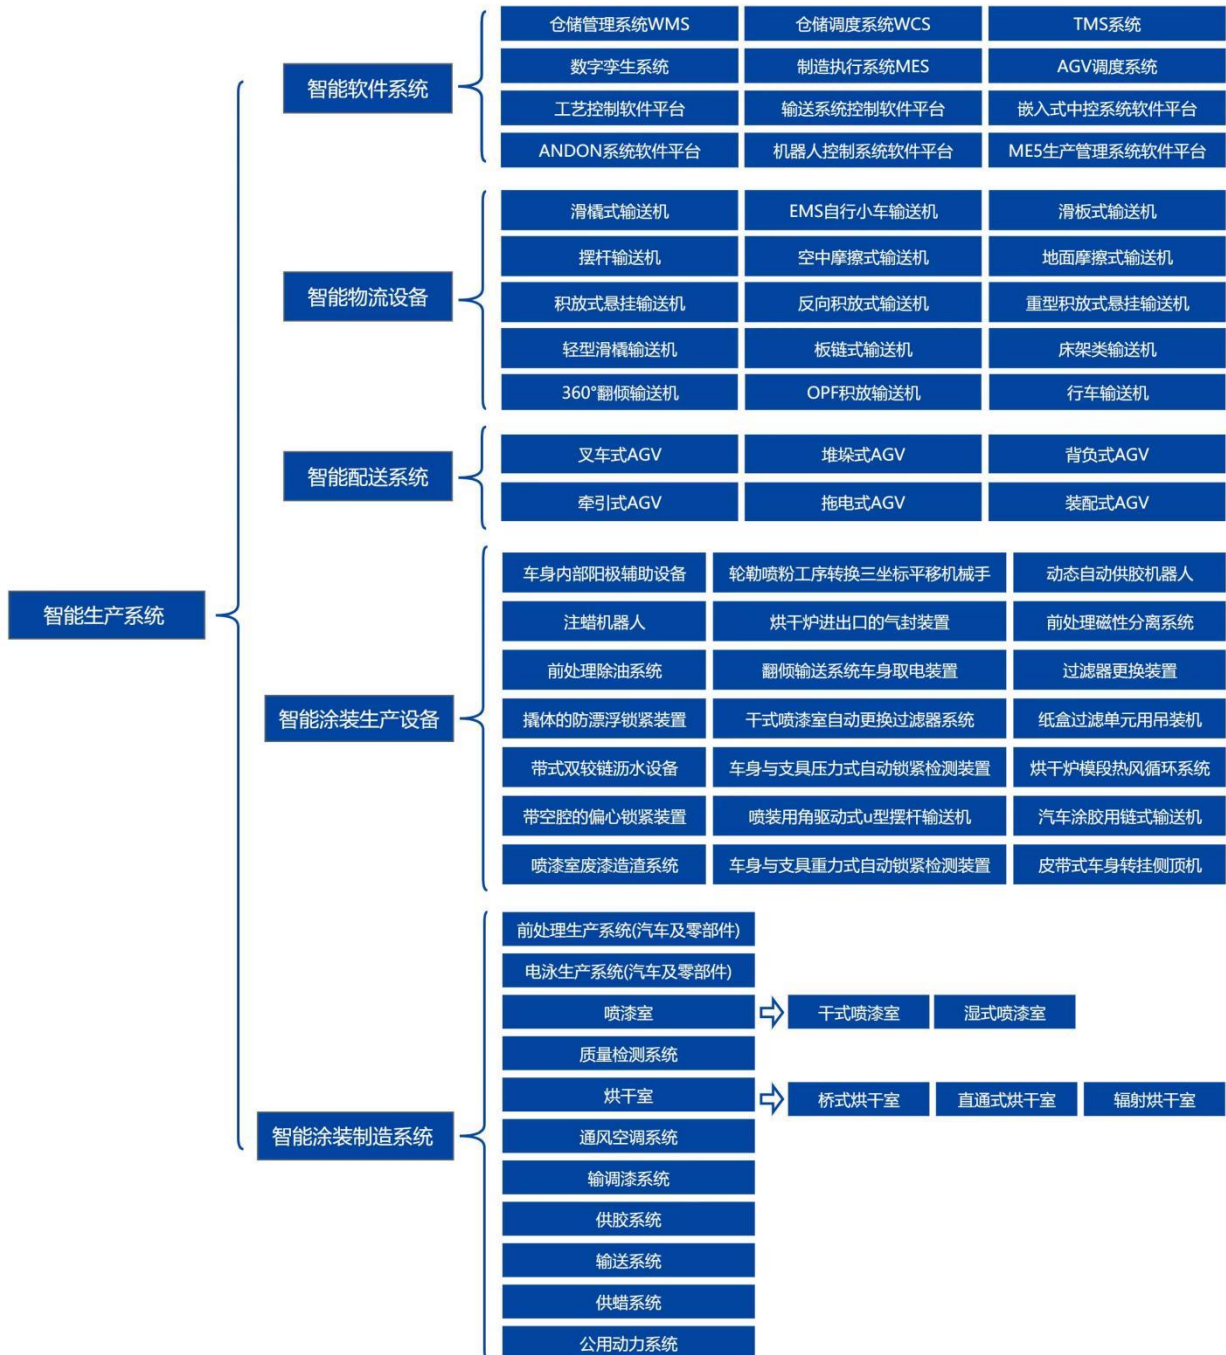 智能生产系统
智能软件系统
仓储管理系统WMS 仓储调度系统WCS TMS系统
数字孪生系统 制造执行系统MES AGV调度系统
工艺控制软件平台 输送系统控制软件平台 嵌入式中控系统软件平台
ANDON系统软件平台 机器人控制系统软件平台 ME5生产管理系统软件平台
智能物流设备
滑橇式输送机 EMS自行小车输送机 滑板式输送机
摆杆输送机 空中摩擦式输送机 地面摩擦式输送机
积放式悬挂输送机 反向积放式输送机 重型积放式悬挂输送机
轻型滑橇输送机 板链式输送机 床架类输送机
360°翻倾输送机 OPF积放输送机 行车输送机
智能配送系统
叉车式AGV 堆垛式AGV 背负式AGV
牵引式AGV 拖电式AGV 装配式AGV
智能涂装生产设备
车身内部阳极辅助设备 轮勒喷粉工序转换三坐标平移机械手 动态自动供胶机器人
注蜡机器人 烘干炉进出口的气封装置 前处理磁性分离系统
前处理除油系统 翻倾输送系统车身取电装置 过滤器更换装置
撬体的防漂浮锁紧装置 干式喷漆室自动更换过滤器系统 纸盒过滤单元用吊装机
带式双较链沥水设备 车身与支具压力式自动锁紧检测装置 烘干炉模段热风循环系统
带空腔的偏心锁紧装置 喷装用角驱动式u型摆杆输送机 汽车涂胶用链式输送机
喷漆室废漆造渣系统 车身与支具重力式自动锁紧检测装置 皮带式车身转挂侧顶机
智能涂装制造系统
前处理生产系统(汽车及零部件)
电泳生产系统(汽车及零部件)
喷漆室 干式喷漆室 湿式喷漆室
质量检测系统
烘干室 桥式烘干室 直通式烘干室 辐射烘干室
通风空调系统
输调漆系统
供胶系统
输送系统
供蜡系统
公用动力系统